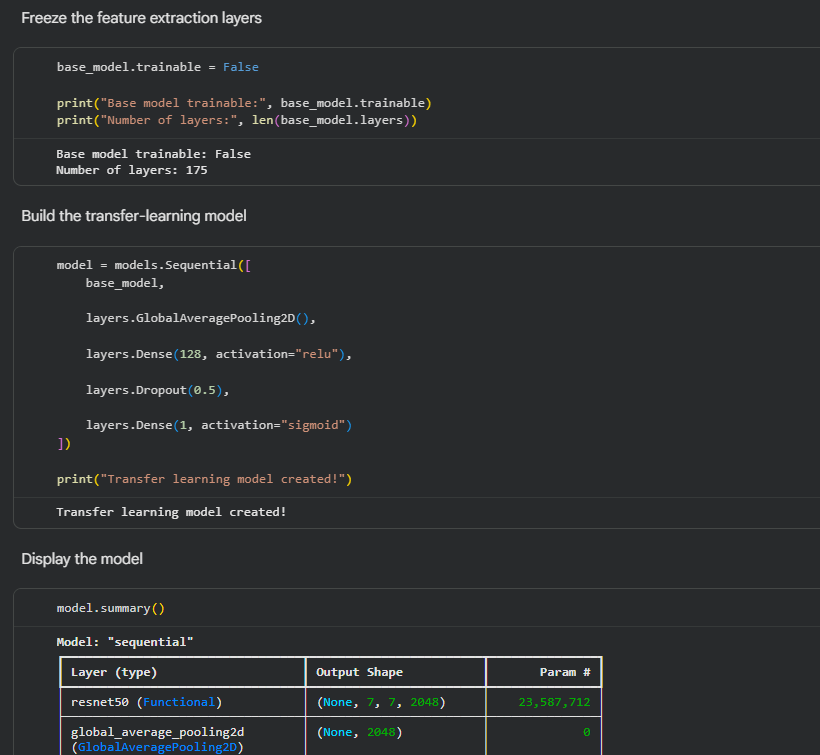 Freeze the feature extraction layers
base_model.trainable = False
print("Base model trainable:", base_model.trainable)
print("Number of layers:", len(base_model.layers))
Base model trainable: False
Number of layers: 175
Build the transfer-learning model
model = models.Sequential([
    base_model,
    layers.GlobalAveragePooling2D(),
    layers.Dense(128, activation="relu"),
    layers.Dropout(0.5),
    layers.Dense(1, activation="sigmoid")
])
print("Transfer learning model created!")
Transfer learning model created!
Display the model
model.summary()
Model: "sequential"
Layer (type) Output Shape Param #
resnet50 (Functional) (None, 7, 7, 2048) 23,587,712
global_average_pooling2d (None, 2048) 0
(GlobalAveragePooling2D)